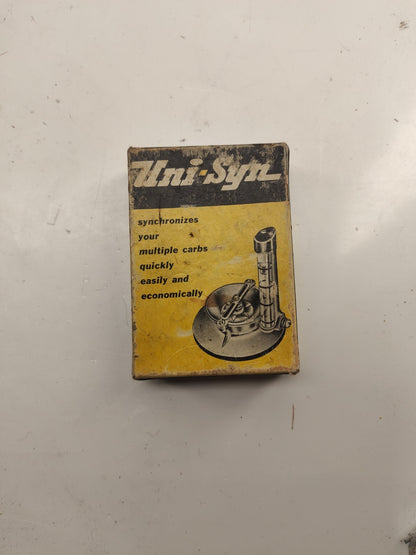 Uni-Syn
synchronizes
your
multiple carbs
quickly
easily and
economically